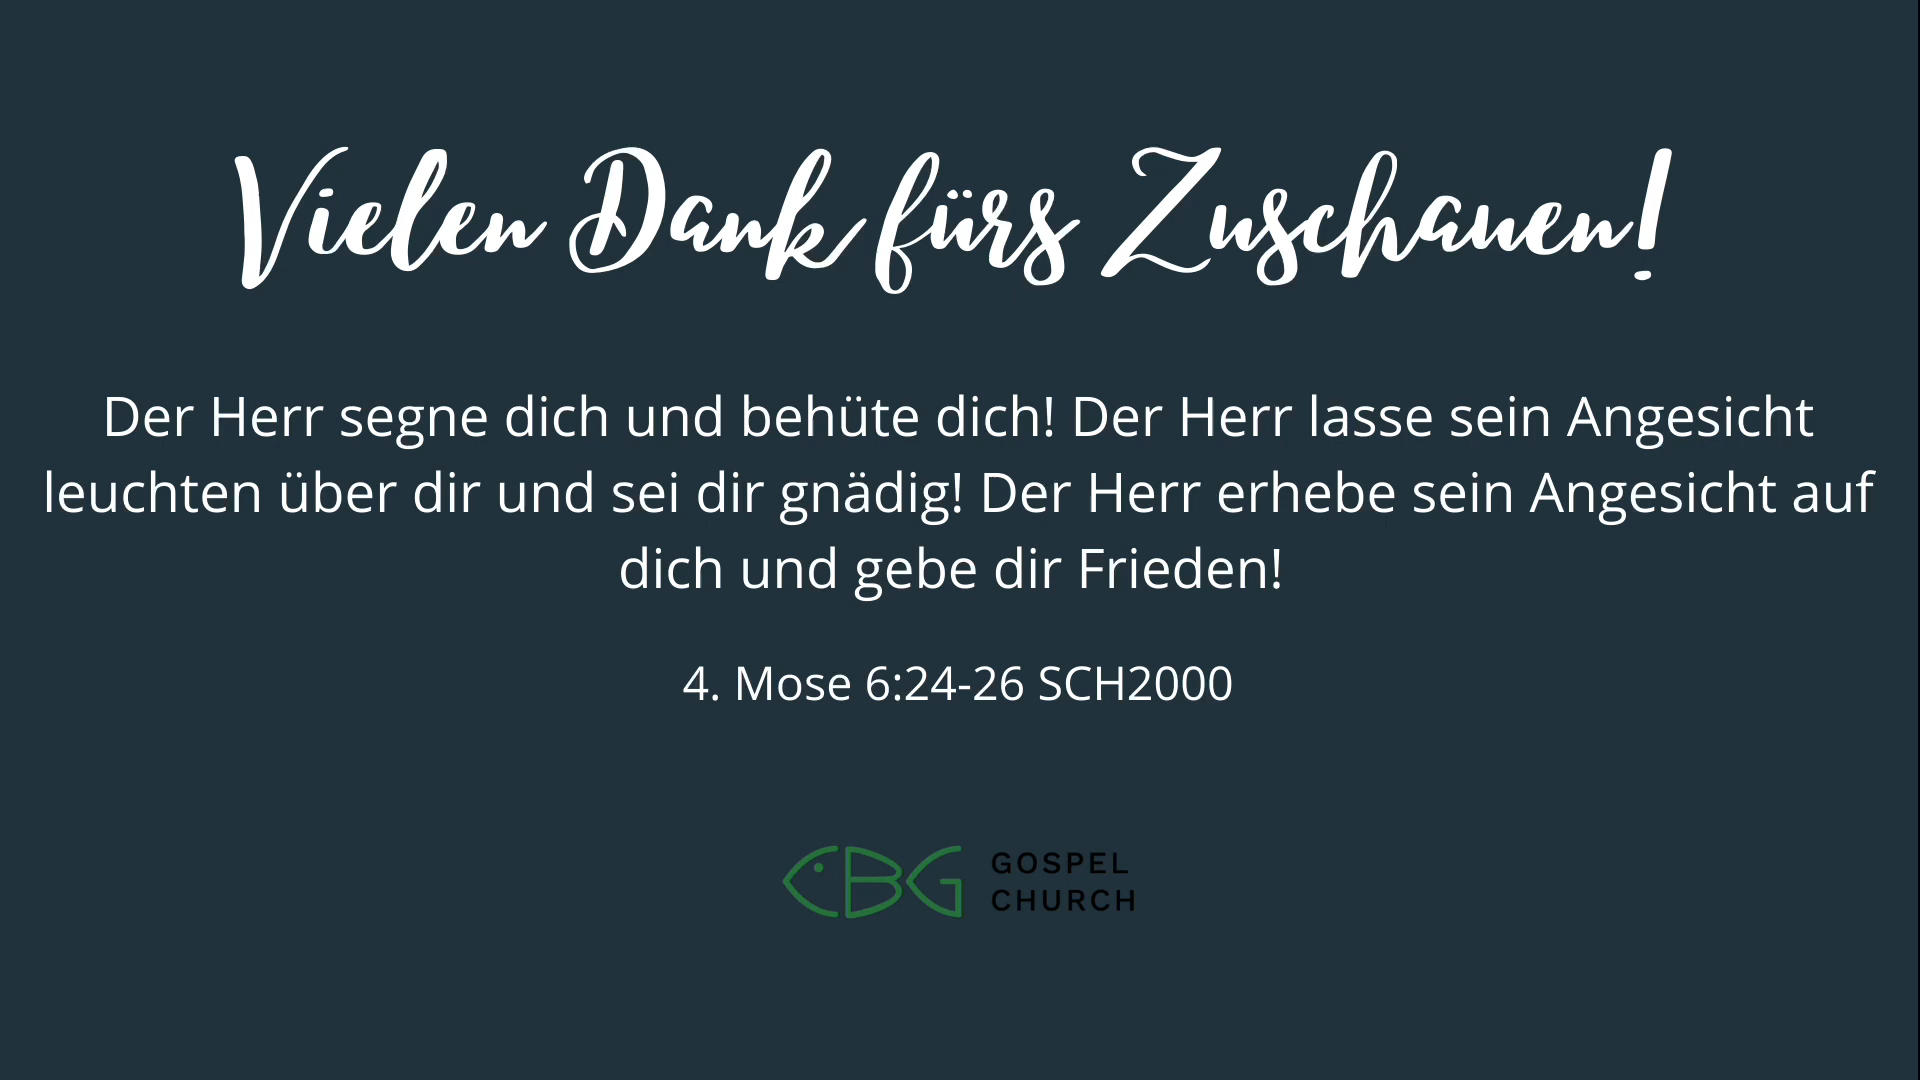 Vielen Dank fürs Zuschauen!
Der Herr segne dich und behüte dich! Der Herr lasse sein Angesicht
leuchten über dir und sei dir gnädig! Der Herr erhebe sein Angesicht auf
dich und gebe dir Frieden!
4. Mose 6:24-26 SCH2000
CBG GOSPEL
CHURCH